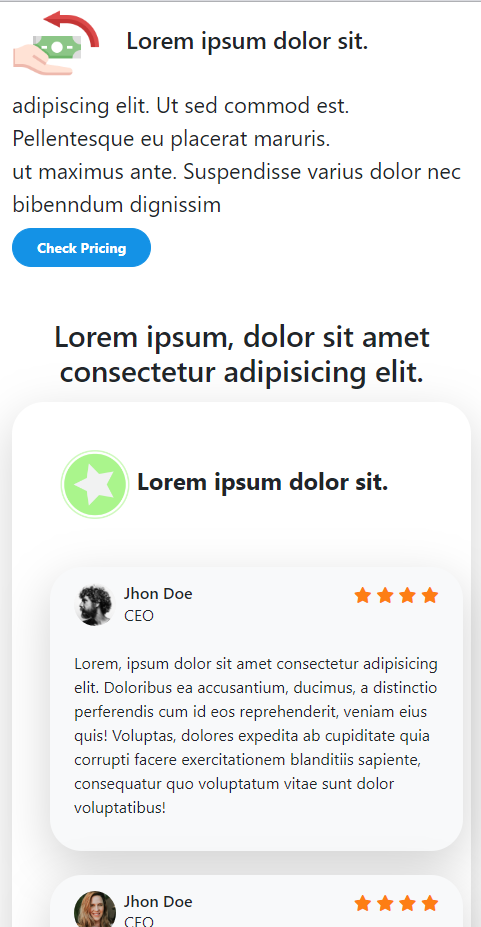 Lorem ipsum dolor sit.
adipiscing elit. Ut sed commod est.
Pellentesque eu placerat maruris.
ut maximus ante. Suspendisse varius dolor nec
bibenndum dignissim
Check Pricing
Lorem ipsum, dolor sit amet
consectetur adipisicing elit.
Lorem ipsum dolor sit.
Jhon Doe
CEO
Lorem, ipsum dolor sit amet consectetur adipisicing
elit. Doloribus ea accusantium, ducimus, a distinctio
perferendis cum id eos reprehenderit, veniam eius
quis! Voluptas, dolores expedita ab cupiditate quia
corrupti facere exercitationem blanditiis sapiente,
consequatur quo voluptatum vitae sunt dolor
voluptatibus!
Jhon Doe
CEO